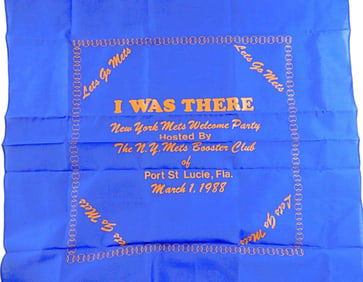 Lets Go Mets
Lets Go Mets
I WAS THERE
New York Mets Welcome Party
Hosted By
The N.Y. Mets Booster Club
of
Port St Lucie, Fla.
March 1, 1988
Lets Go Mets
Lets Go Mets